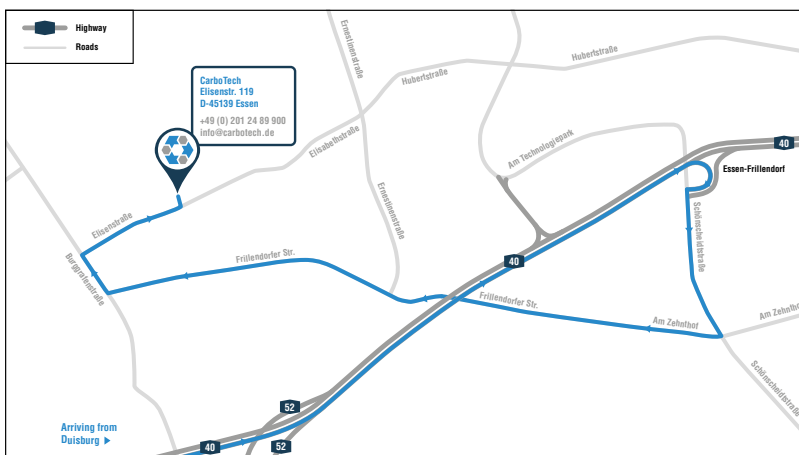 Highway
Roads
CarboTech
Elisenstr. 119
D-45139 Essen
+49 (0) 201 24 89 900
info@carbotech.de
Ernestinenstraße
Hubertstraße
Hubertstraße
Elisabethstraße
Am Technologiepark
40
Essen-Frillendorf
Elisenstraße
Ernestinenstraße
Schönscheidtstraße
Burggrafenstraße
Frillendorfer Str.
40
Frillendorfer Str.
Am Zehnthof
Am Zehnthof
Schönscheidtstraße
52
Arriving from
Duisburg ▶
40
52